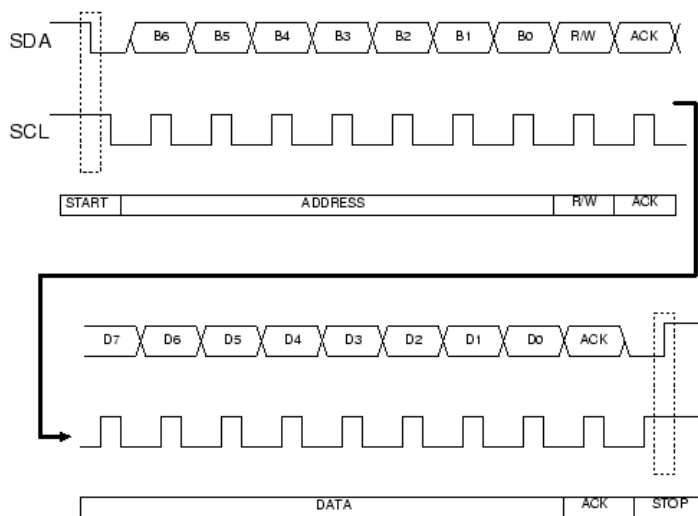 SDA B6 B5 B4 B3 B2 B1 B0 R/W ACK
SCL
START ADDRESS R/W ACK
D7 D6 D5 D4 D3 D2 D1 D0 ACK
DATA ACK STOP